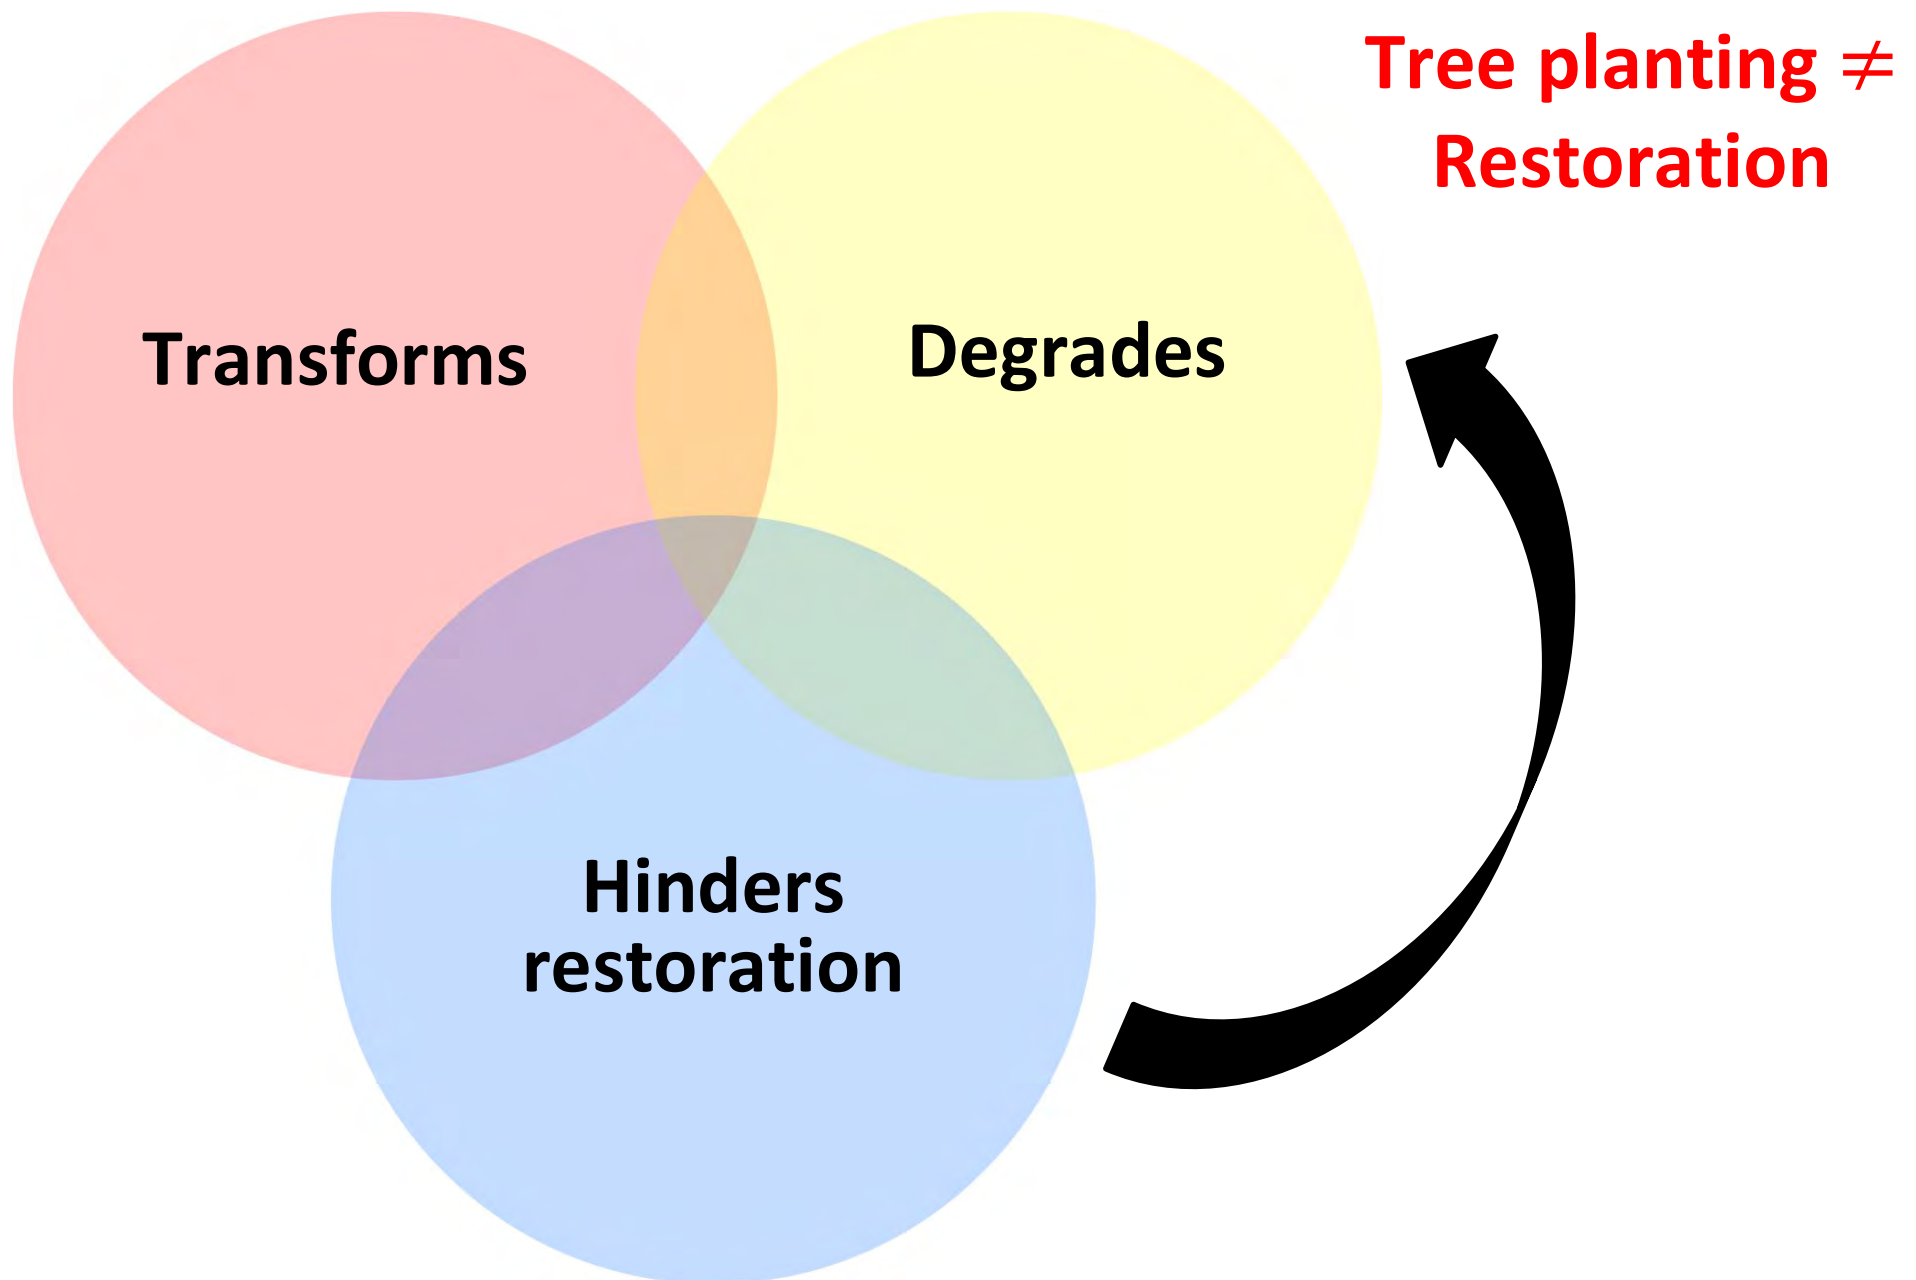 Tree planting ≠
Restoration
Transforms
Degrades
Hinders
restoration